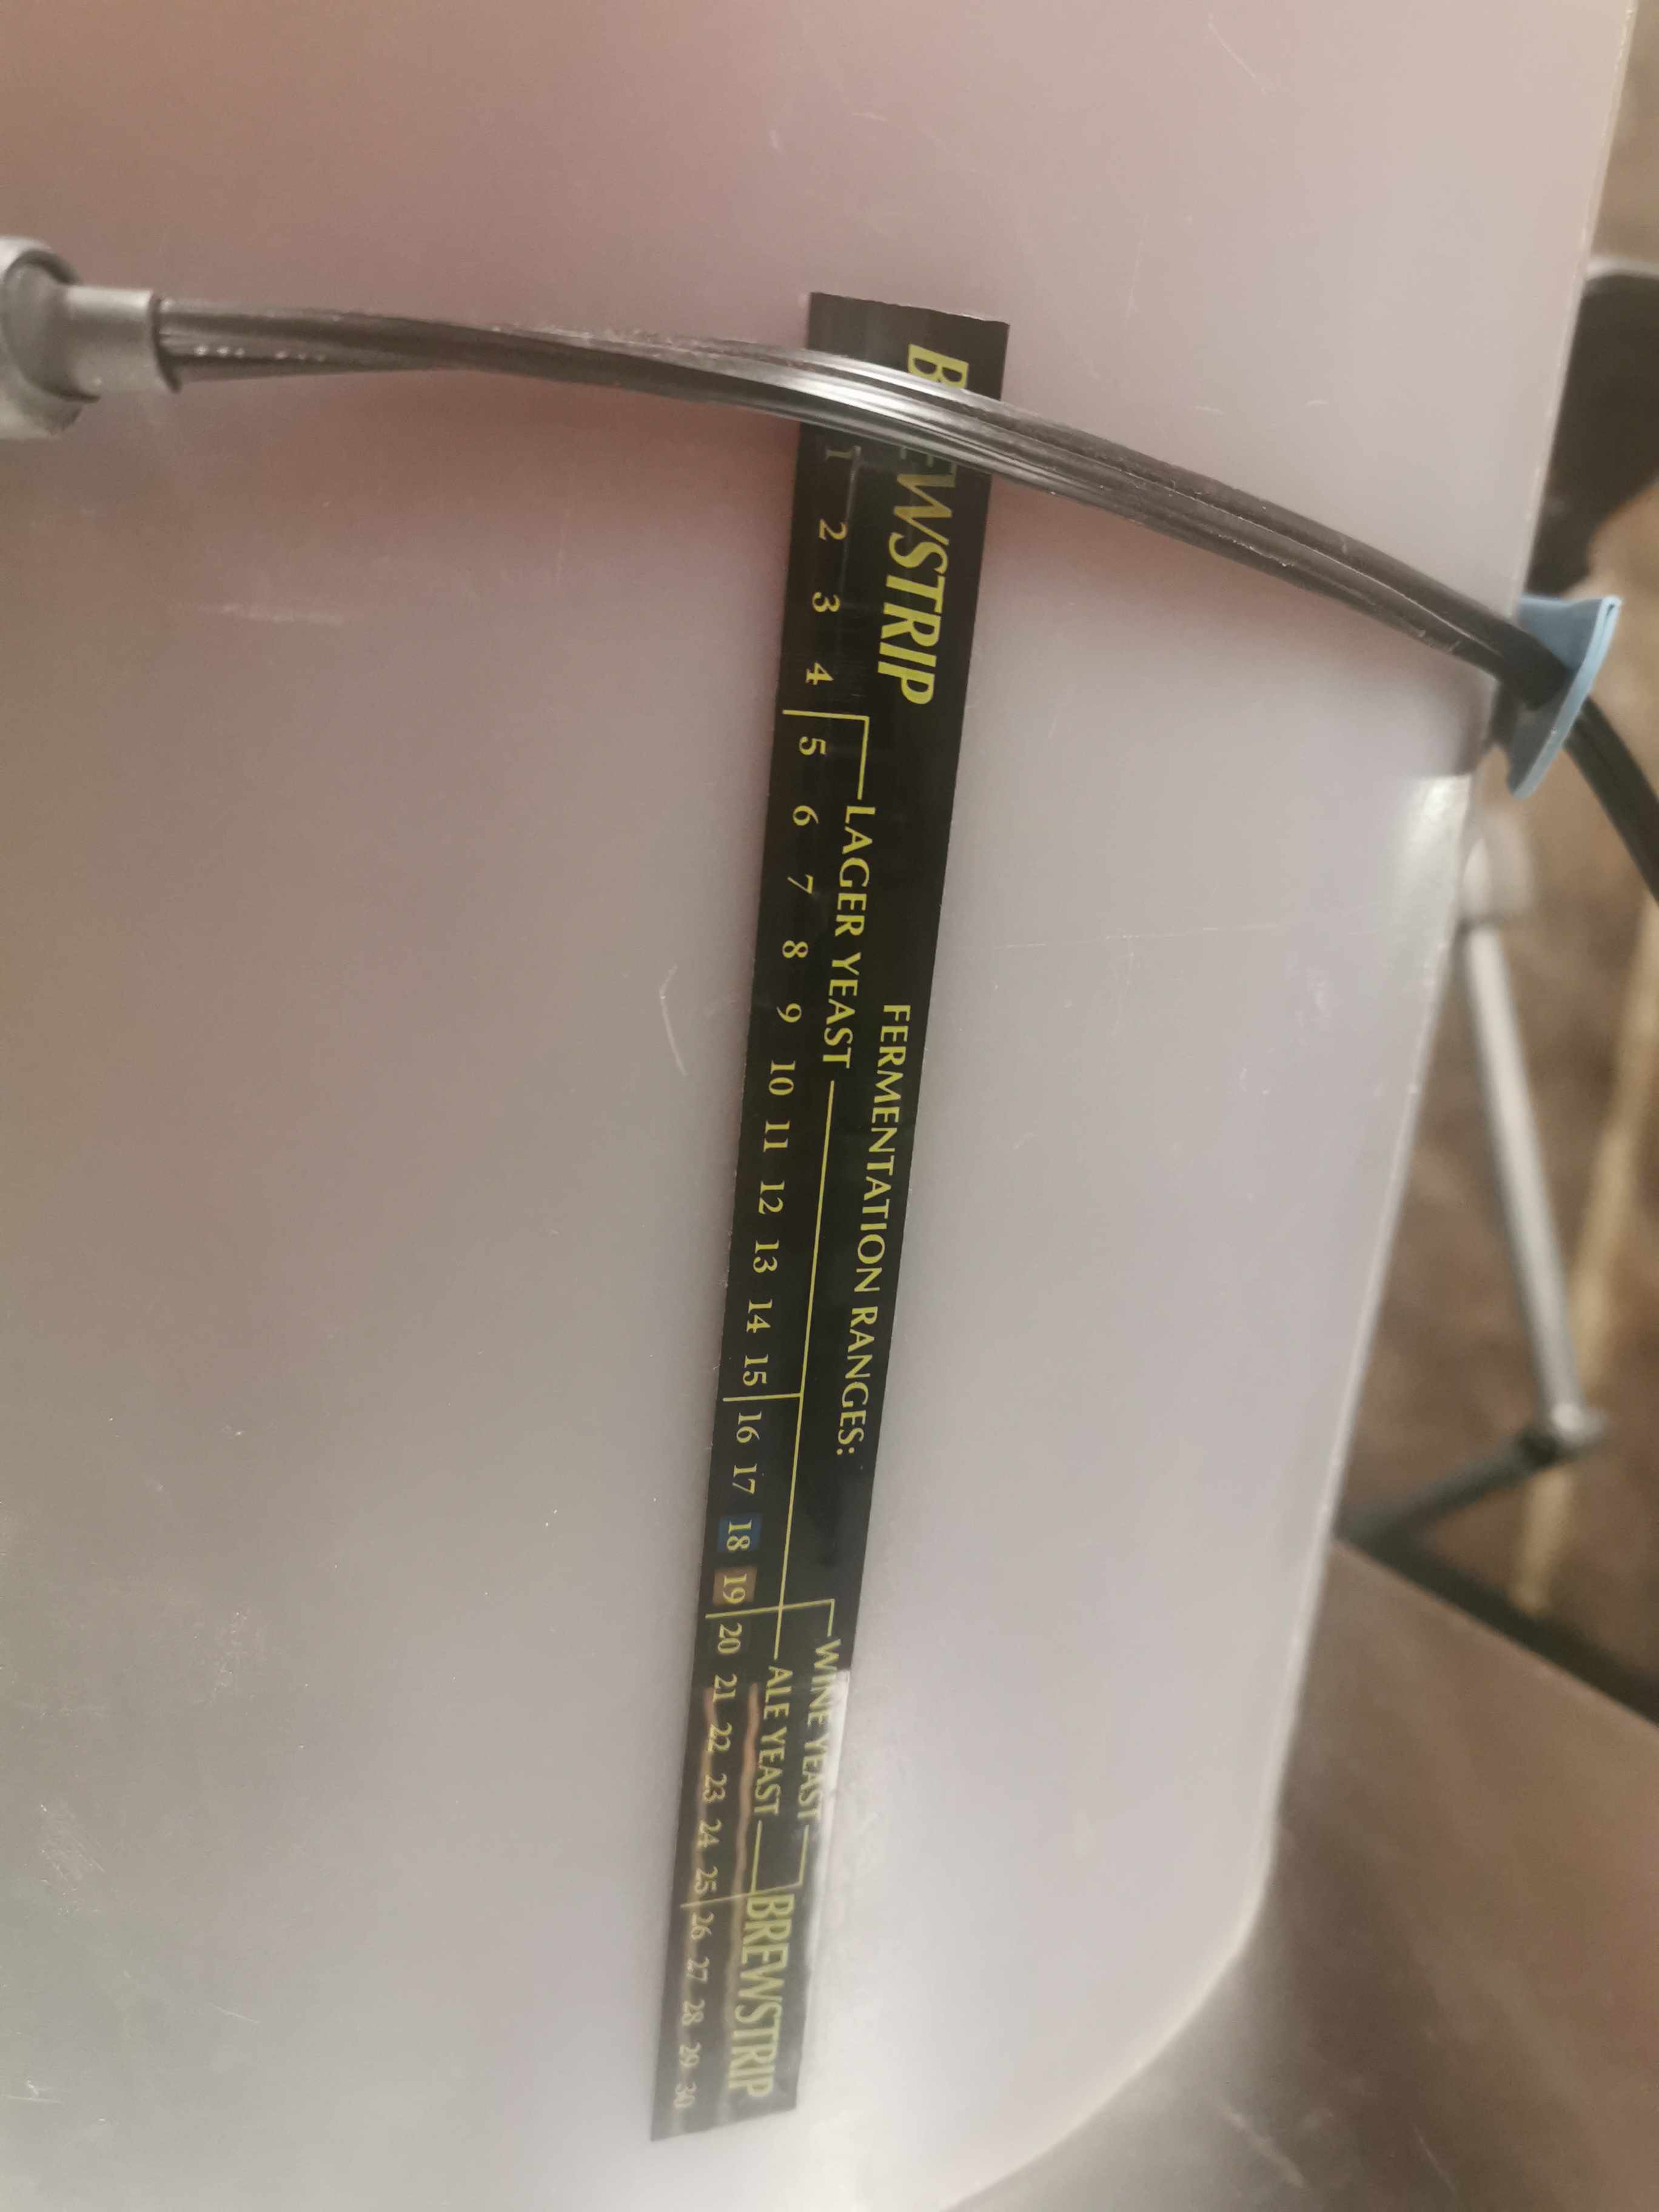 BREWSTRIP
FERMENTATION RANGES:
WINE YEAST
LAGER YEAST
ALE YEAST
BREWSTRIP
1 2 3 4 5 6 7 8 9 10 11 12 13 14 15 16 17 18 19 20 21 22 23 24 25 26 27 28 29 30